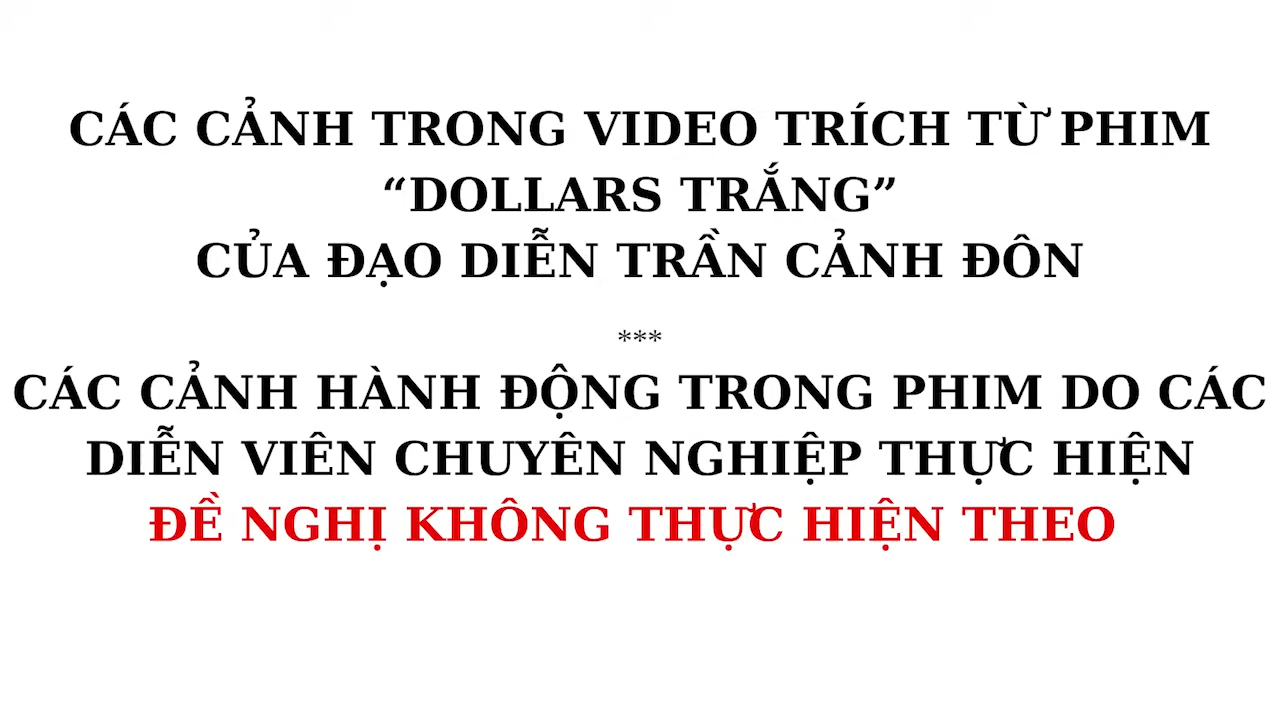 CÁC CẢNH TRONG VIDEO TRÍCH TỪ PHIM
“DOLLARS TRẮNG”
CỦA ĐẠO DIỄN TRẦN CẢNH ĐÔN
***
CÁC CẢNH HÀNH ĐỘNG TRONG PHIM DO CÁC
DIỄN VIÊN CHUYÊN NGHIỆP THỰC HIỆN
ĐỀ NGHỊ KHÔNG THỰC HIỆN THEO